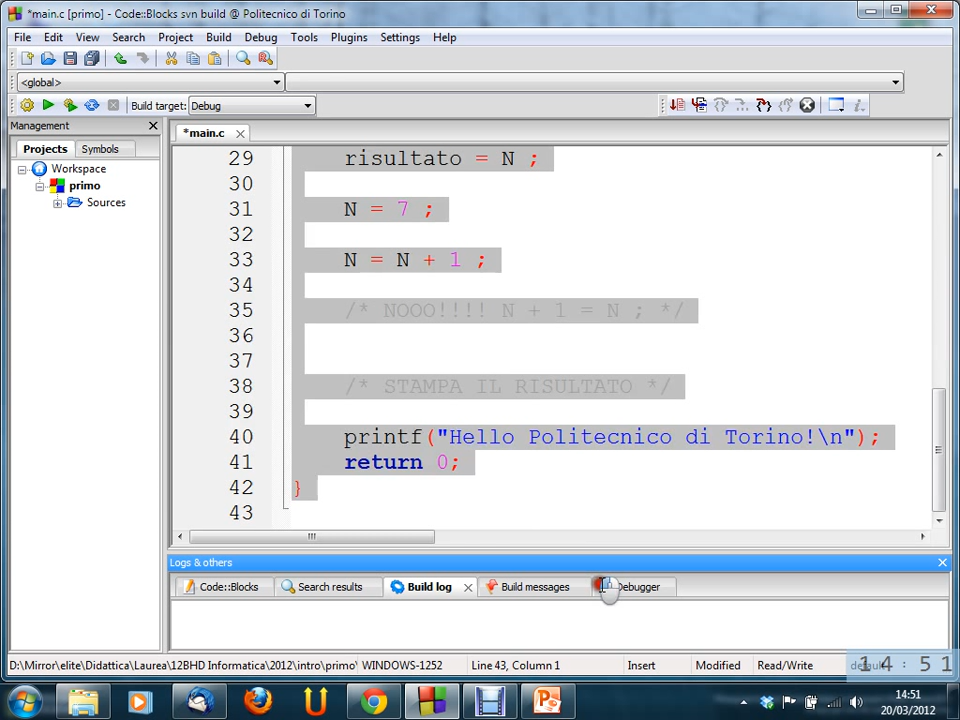 *main.c [primo] - Code::Blocks svn build @ Politecnico di Torino
File Edit View Search Project Build Debug Tools Plugins Settings Help
<global>
Build target: Debug
Management
*main.c
Projects Symbols
Workspace
primo
Sources
29 risultato = N ;
30
31 N = 7 ;
32
33 N = N + 1 ;
34
35 /* NOOO!!!! N + 1 = N ; */
36
37
38 /* STAMPA IL RISULTATO */
39
40 printf("Hello Politecnico di Torino!\n");
41 return 0;
42 }
43
Logs & others
Code::Blocks Search results Build log Build messages Debugger
D:\Mirror\elite\Didattica\Laurea\12BHD Informatica\2012\intro\primo\ WINDOWS-1252 Line 43, Column 1 Insert Modified Read/Write default
14:51
14:51
20/03/2012